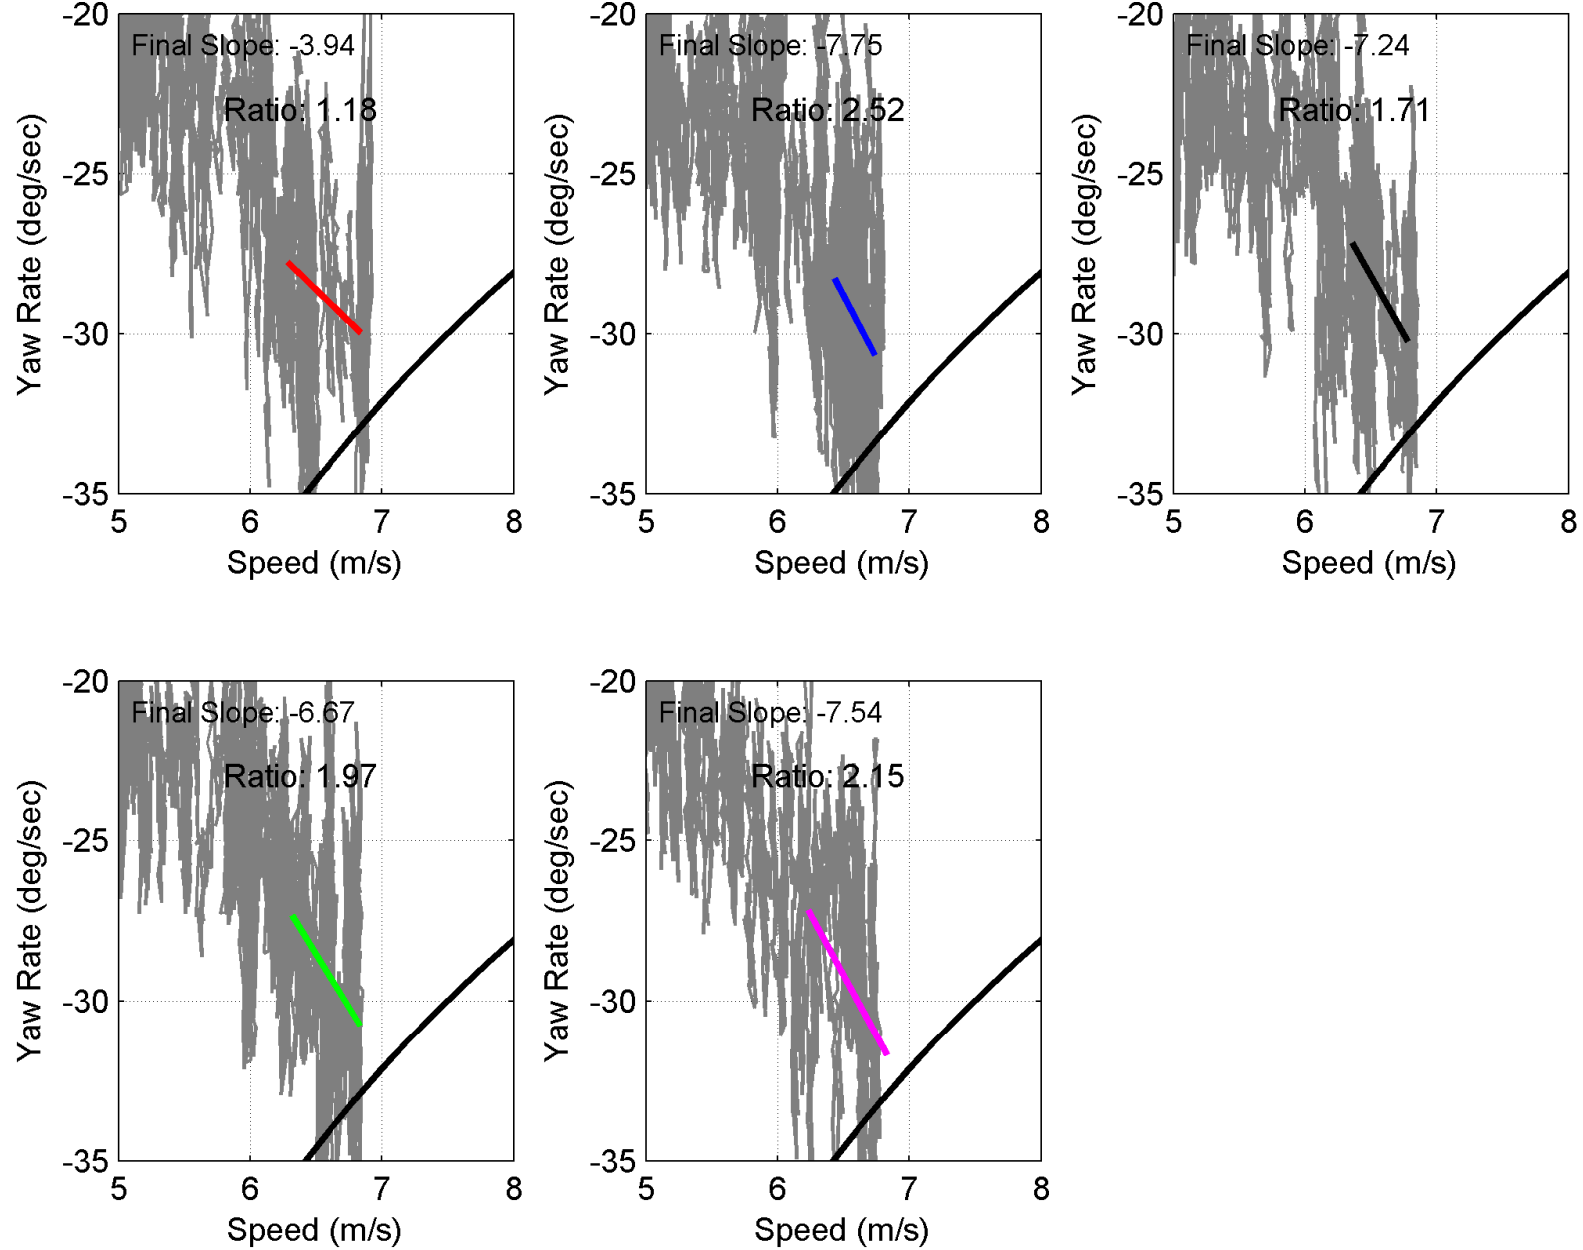 -20
-25
-30
-35
Yaw Rate (deg/sec)
Final Slope: -3.94
Ratio: 1.18
5 6 7 8
Speed (m/s)
-20
-25
-30
-35
Yaw Rate (deg/sec)
Final Slope: -7.75
Ratio: 2.52
5 6 7 8
Speed (m/s)
-20
-25
-30
-35
Yaw Rate (deg/sec)
Final Slope: -7.24
Ratio: 1.71
5 6 7 8
Speed (m/s)
-20
-25
-30
-35
Yaw Rate (deg/sec)
Final Slope: -6.67
Ratio: 1.97
5 6 7 8
Speed (m/s)
-20
-25
-30
-35
Yaw Rate (deg/sec)
Final Slope: -7.54
Ratio: 2.15
5 6 7 8
Speed (m/s)